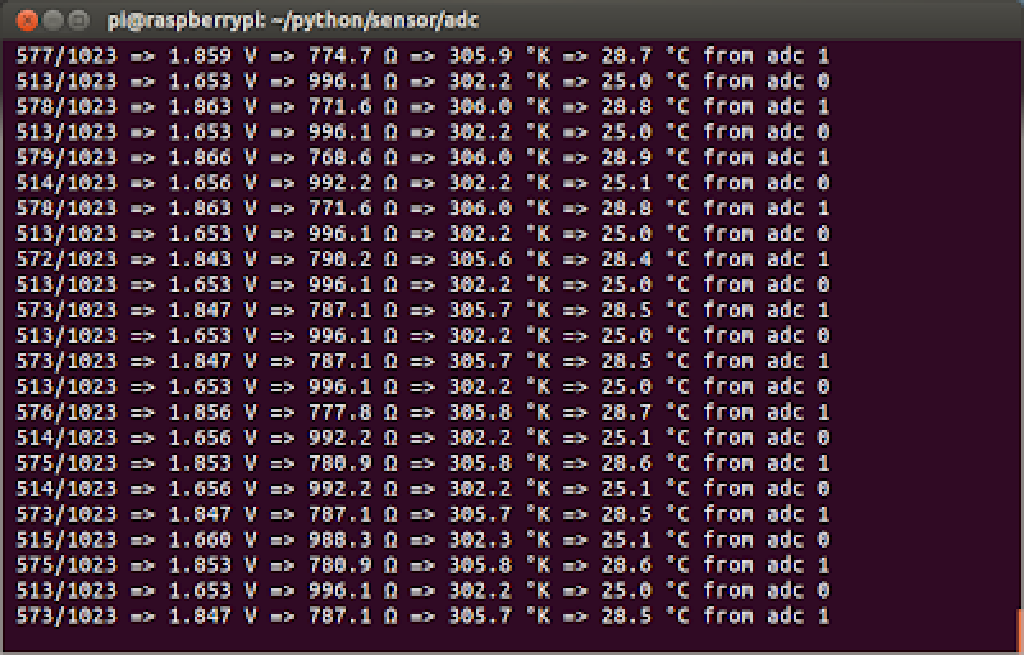 pi@raspberrypi: ~/python/sensor/adc
577/1023 => 1.859 V => 774.7 Ω => 305.9 °K => 28.7 °C from adc 1
513/1023 => 1.653 V => 996.1 Ω => 302.2 °K => 25.0 °C from adc 0
578/1023 => 1.863 V => 771.6 Ω => 306.0 °K => 28.8 °C from adc 1
513/1023 => 1.653 V => 996.1 Ω => 302.2 °K => 25.0 °C from adc 0
579/1023 => 1.866 V => 768.6 Ω => 306.0 °K => 28.9 °C from adc 1
514/1023 => 1.656 V => 992.2 Ω => 302.2 °K => 25.1 °C from adc 0
578/1023 => 1.863 V => 771.6 Ω => 306.0 °K => 28.8 °C from adc 1
513/1023 => 1.653 V => 996.1 Ω => 302.2 °K => 25.0 °C from adc 0
572/1023 => 1.843 V => 790.2 Ω => 305.6 °K => 28.4 °C from adc 1
513/1023 => 1.653 V => 996.1 Ω => 302.2 °K => 25.0 °C from adc 0
573/1023 => 1.847 V => 787.1 Ω => 305.7 °K => 28.5 °C from adc 1
513/1023 => 1.653 V => 996.1 Ω => 302.2 °K => 25.0 °C from adc 0
573/1023 => 1.847 V => 787.1 Ω => 305.7 °K => 28.5 °C from adc 1
513/1023 => 1.653 V => 996.1 Ω => 302.2 °K => 25.0 °C from adc 0
576/1023 => 1.856 V => 777.8 Ω => 305.8 °K => 28.7 °C from adc 1
514/1023 => 1.656 V => 992.2 Ω => 302.2 °K => 25.1 °C from adc 0
575/1023 => 1.853 V => 780.9 Ω => 305.8 °K => 28.6 °C from adc 1
514/1023 => 1.656 V => 992.2 Ω => 302.2 °K => 25.1 °C from adc 0
573/1023 => 1.847 V => 787.1 Ω => 305.7 °K => 28.5 °C from adc 1
515/1023 => 1.660 V => 988.3 Ω => 302.3 °K => 25.1 °C from adc 0
575/1023 => 1.853 V => 780.9 Ω => 305.8 °K => 28.6 °C from adc 1
513/1023 => 1.653 V => 996.1 Ω => 302.2 °K => 25.0 °C from adc 0
573/1023 => 1.847 V => 787.1 Ω => 305.7 °K => 28.5 °C from adc 1